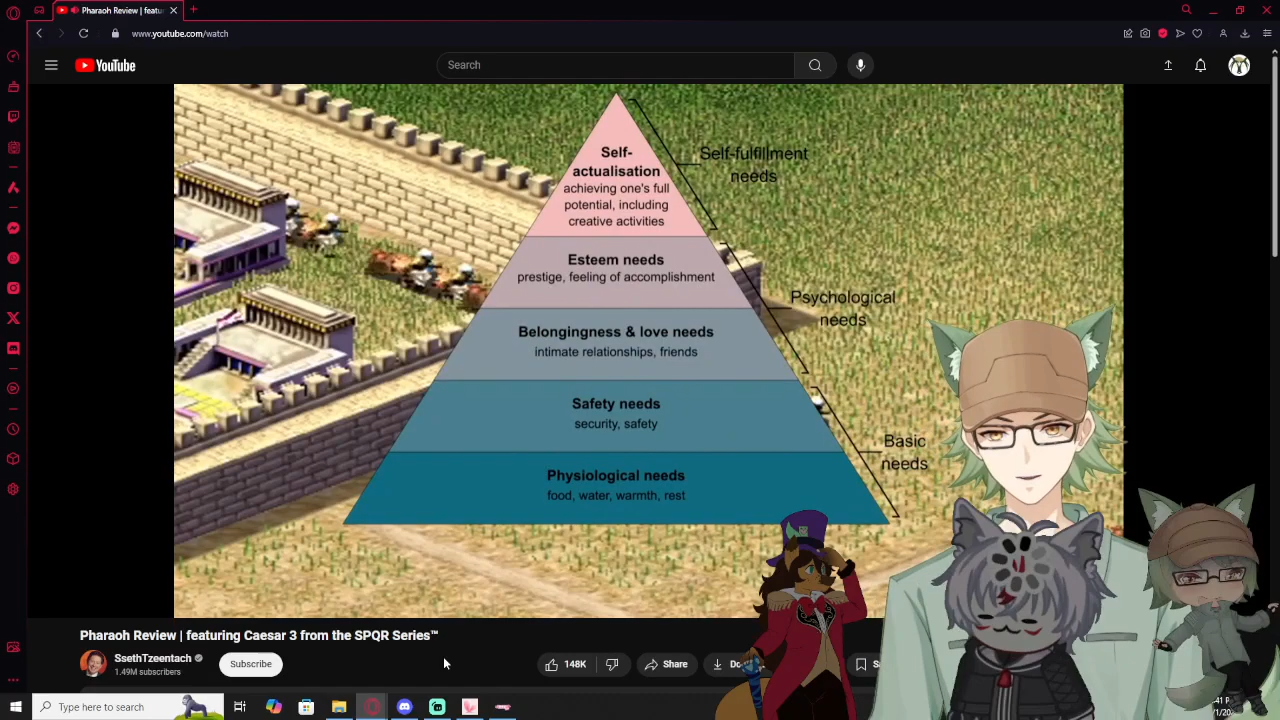 Pharaoh Review | featu
www.youtube.com/watch
YouTube
Search
Self-
actualisation
achieving one's full
potential, including
creative activities
Self-fulfillment
needs
Esteem needs
prestige, feeling of accomplishment
Psychological
needs
Belongingness & love needs
intimate relationships, friends
Safety needs
security, safety
Basic
needs
Physiological needs
food, water, warmth, rest
Pharaoh Review | featuring Caesar 3 from the SPQR Series™
SsethTzeentach
1.49M subscribers
Subscribe
148K
Share
Type here to search